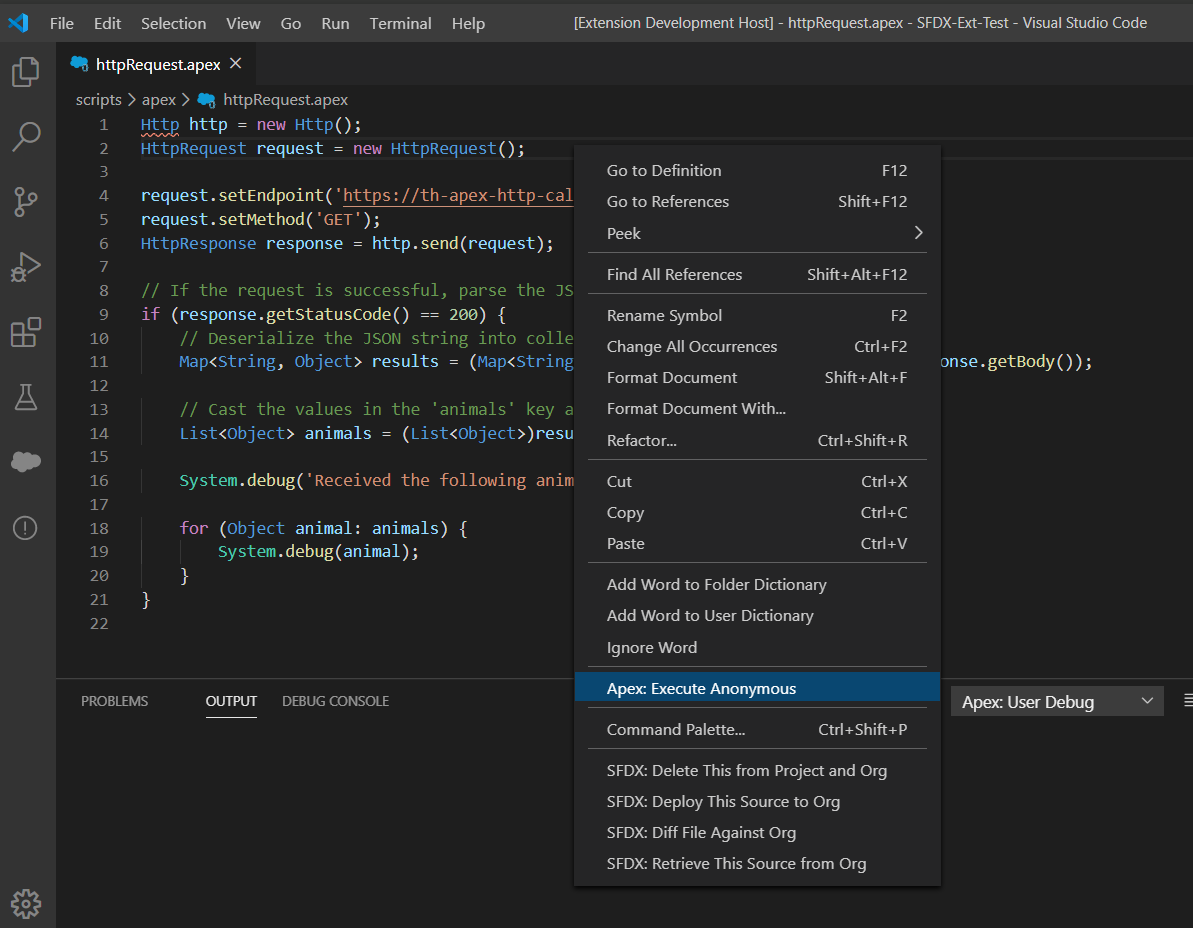 File Edit Selection View Go Run Terminal Help [Extension Development Host] - httpRequest.apex - SFDX-Ext-Test - Visual Studio Code
httpRequest.apex
scripts > apex > httpRequest.apex
1 Http http = new Http();
2 HttpRequest request = new HttpRequest();
3
4 request.setEndpoint('https://th-apex-http-cal
5 request.setMethod('GET');
6 HttpResponse response = http.send(request);
7
8 // If the request is successful, parse the JS
9 if (response.getStatusCode() == 200) {
10 // Deserialize the JSON string into colle
11 Map<String, Object> results = (Map<String onse.getBody());
12
13 // Cast the values in the 'animals' key a
14 List<Object> animals = (List<Object>)resu
15
16 System.debug('Received the following anim
17
18 for (Object animal: animals) {
19 System.debug(animal);
20 }
21 }
22
Go to Definition F12
Go to References Shift+F12
Peek
Find All References Shift+Alt+F12
Rename Symbol F2
Change All Occurrences Ctrl+F2
Format Document Shift+Alt+F
Format Document With...
Refactor... Ctrl+Shift+R
Cut Ctrl+X
Copy Ctrl+C
Paste Ctrl+V
Add Word to Folder Dictionary
Add Word to User Dictionary
Ignore Word
Apex: Execute Anonymous
Command Palette... Ctrl+Shift+P
SFDX: Delete This from Project and Org
SFDX: Deploy This Source to Org
SFDX: Diff File Against Org
SFDX: Retrieve This Source from Org
PROBLEMS OUTPUT DEBUG CONSOLE Apex: User Debug